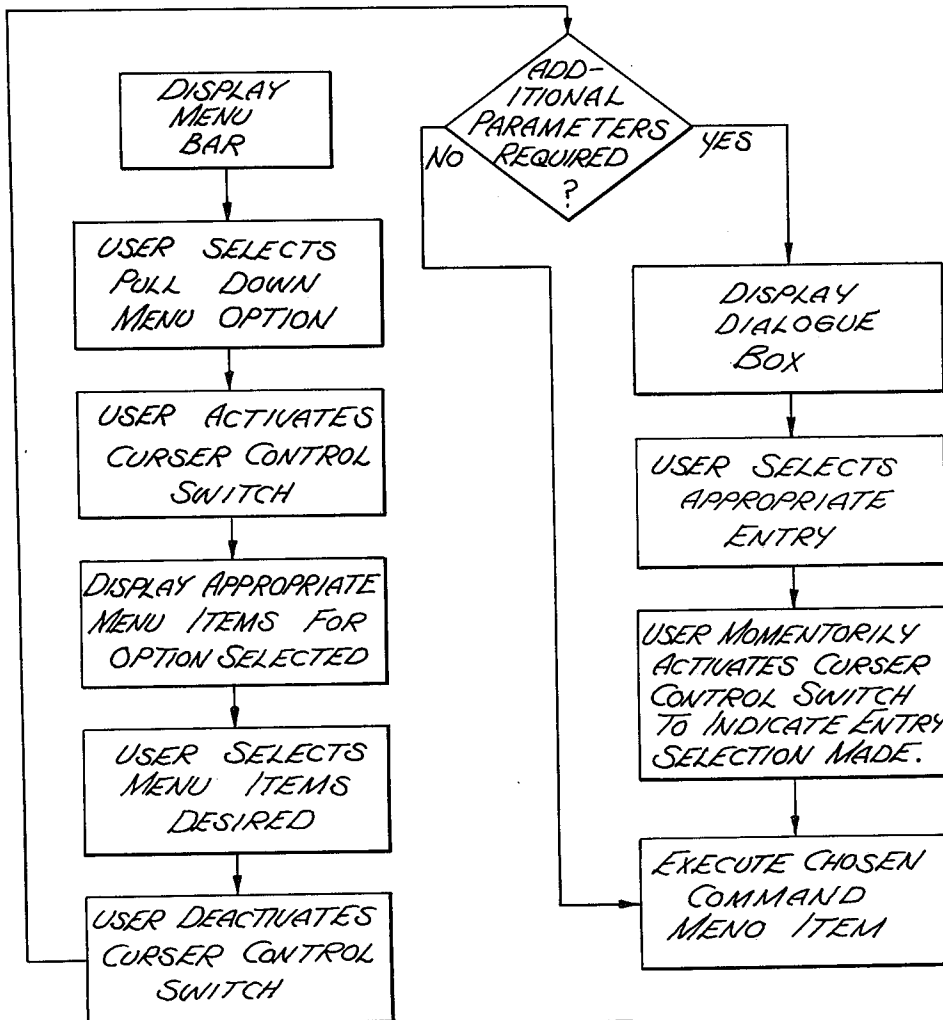 DISPLAY
MENU
BAR
USER SELECTS
PULL DOWN
MENU OPTION
USER ACTIVATES
CURSER CONTROL
SWITCH
DISPLAY APPROPRIATE
MENU ITEMS FOR
OPTION SELECTED
USER SELECTS
MENU ITEMS
DESIRED
USER DEACTIVATES
CURSER CONTROL
SWITCH
ADD-
ITIONAL
PARAMETERS
REQUIRED
?
NO
YES
DISPLAY
DIALOGUE
BOX
USER SELECTS
APPROPRIATE
ENTRY
USER MOMENTORILY
ACTIVATES CURSER
CONTROL SWITCH
TO INDICATE ENTRY
SELECTION MADE.
EXECUTE CHOSEN
COMMAND
MENO ITEM